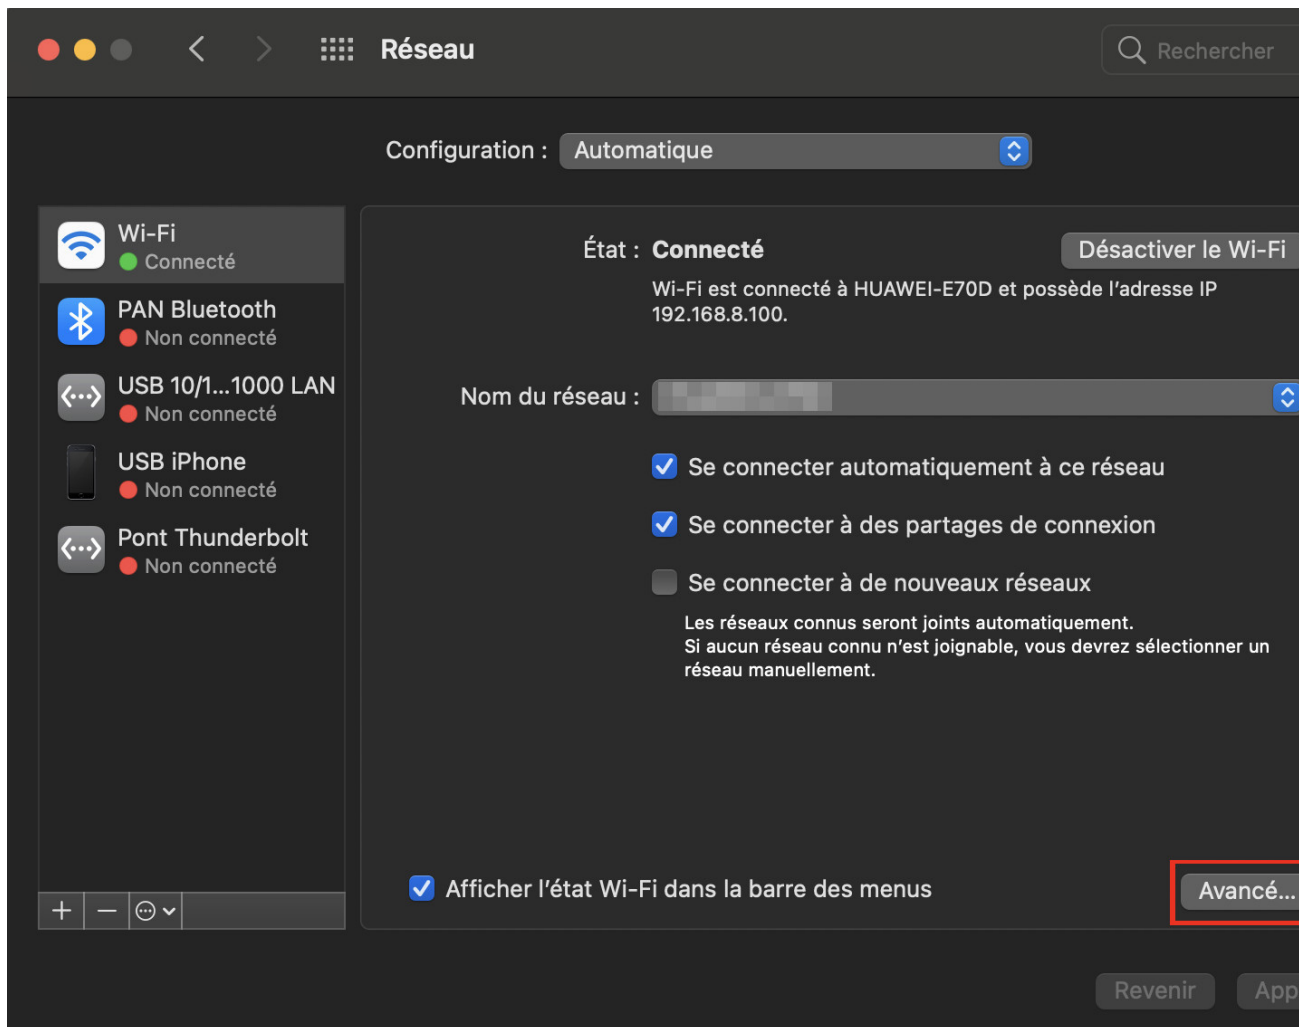 Réseau
Rechercher
Configuration : Automatique
Wi-Fi
Connecté
PAN Bluetooth
Non connecté
USB 10/1...1000 LAN
Non connecté
USB iPhone
Non connecté
Pont Thunderbolt
Non connecté
État : Connecté
Désactiver le Wi-Fi
Wi-Fi est connecté à HUAWEI-E70D et possède l’adresse IP
192.168.8.100.
Nom du réseau :
Se connecter automatiquement à ce réseau
Se connecter à des partages de connexion
Se connecter à de nouveaux réseaux
Les réseaux connus seront joints automatiquement.
Si aucun réseau connu n’est joignable, vous devrez sélectionner un
réseau manuellement.
Afficher l’état Wi-Fi dans la barre des menus
Avancé...
Revenir
App